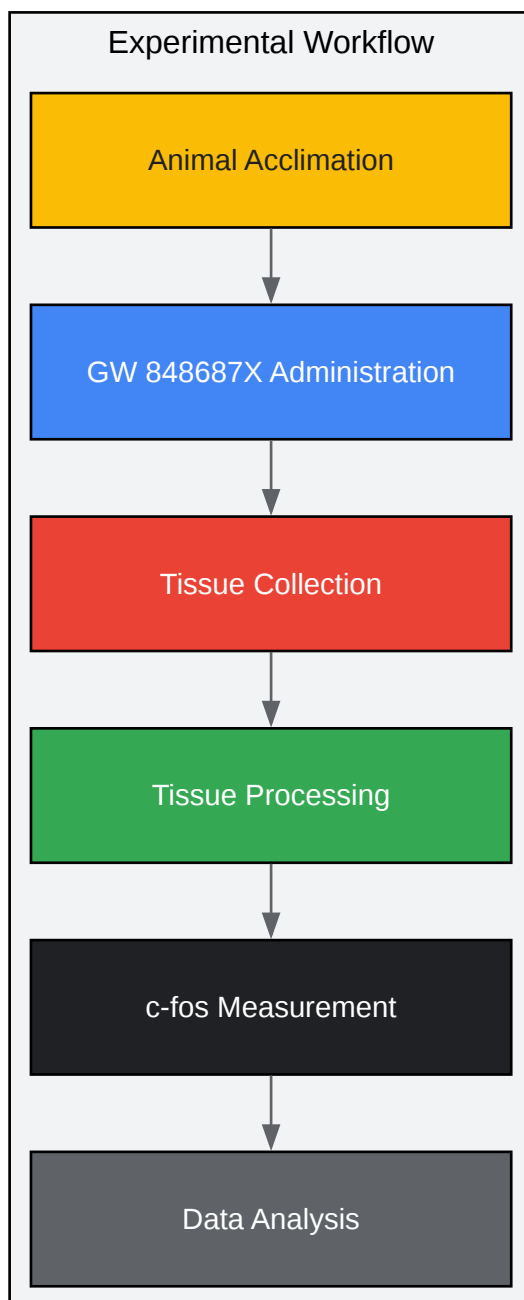 Experimental Workflow
Animal Acclimation
GW 848687X Administration
Tissue Collection
Tissue Processing
c-fos Measurement
Data Analysis